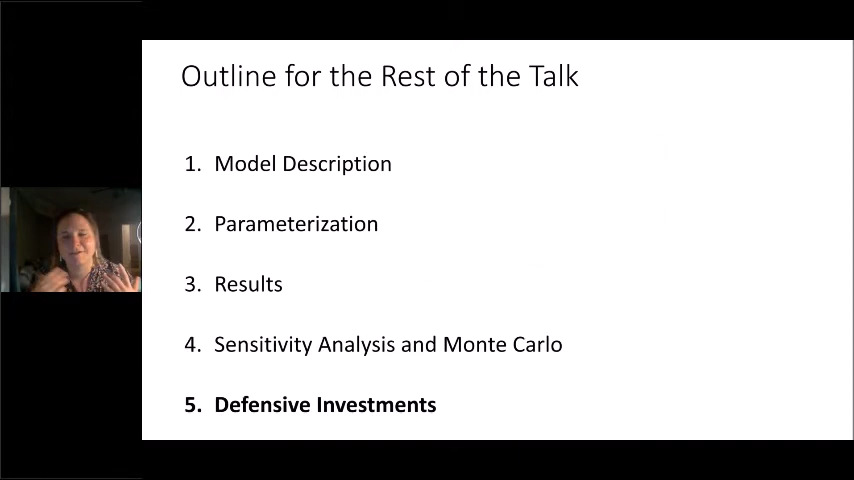 Outline for the Rest of the Talk
1. Model Description
2. Parameterization
3. Results
4. Sensitivity Analysis and Monte Carlo
5. Defensive Investments